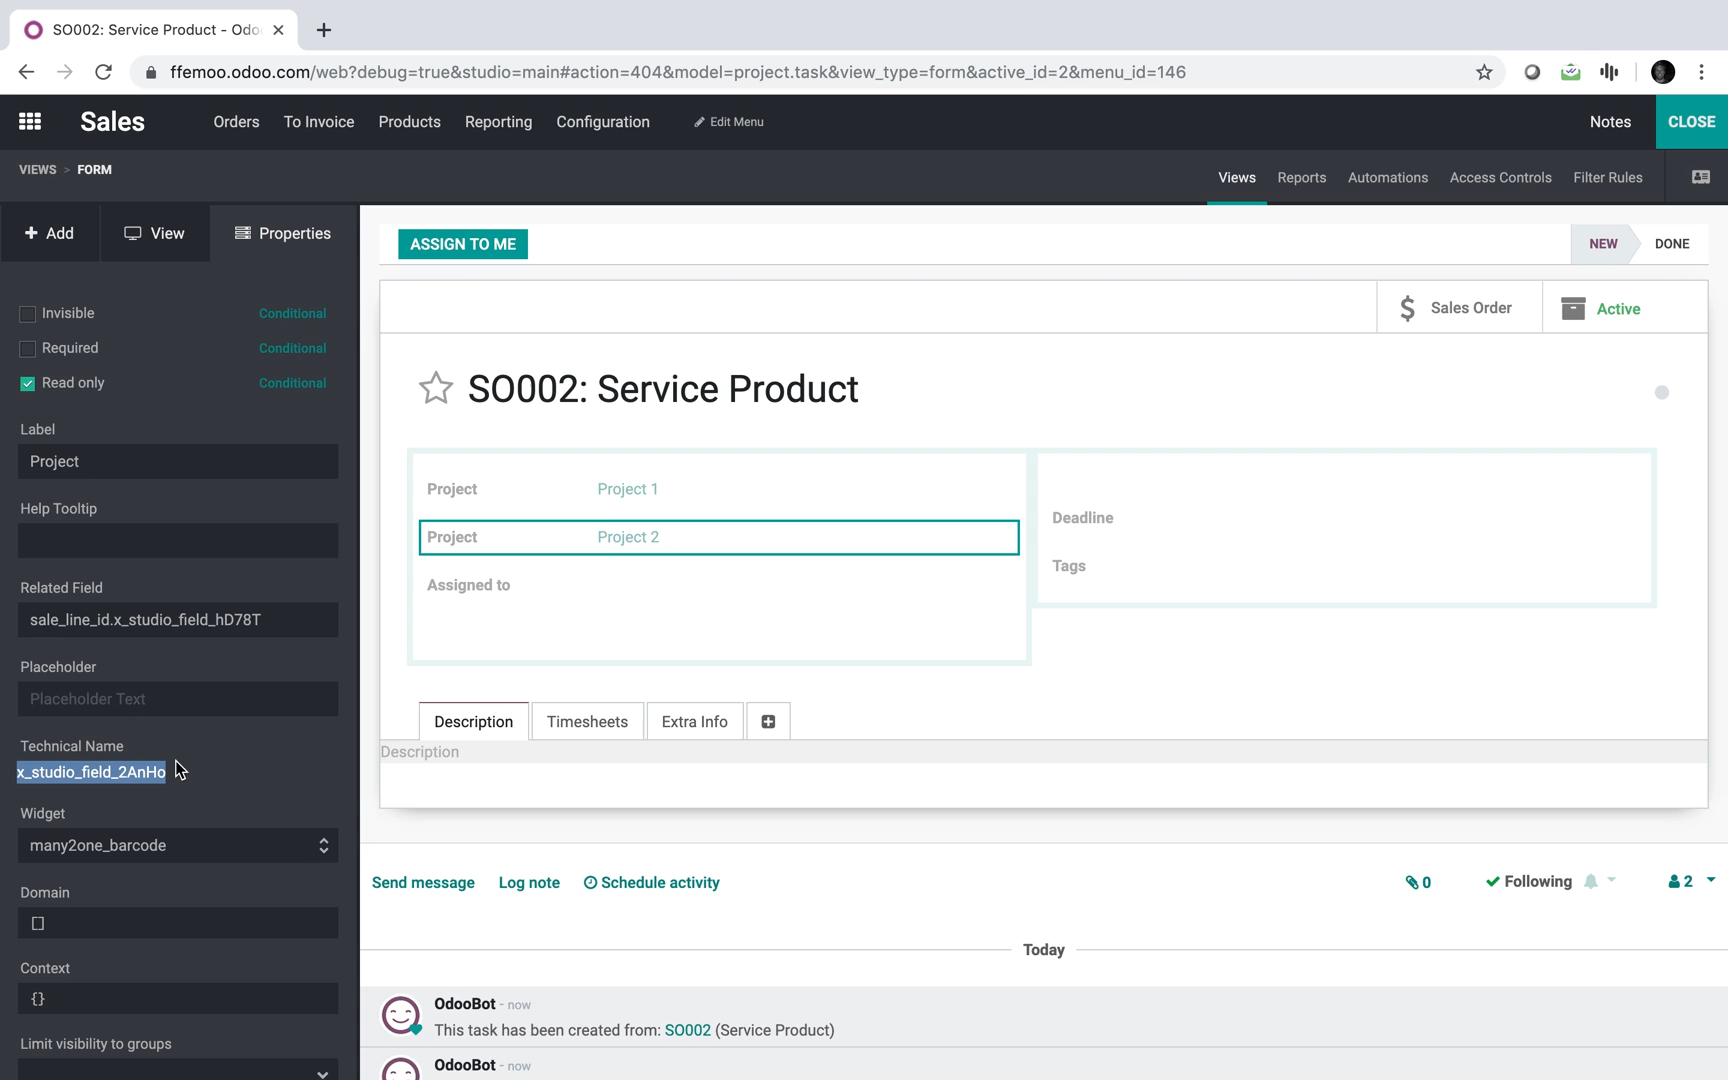 SO002: Service Product - Odo
ffemoo.odoo.com/web?debug=true&studio=main#action=404&model=project.task&view_type=form&active_id=2&menu_id=146
Sales
Orders
To Invoice
Products
Reporting
Configuration
Edit Menu
Notes
CLOSE
VIEWS > FORM
Views
Reports
Automations
Access Controls
Filter Rules
+ Add
View
Properties
Invisible
Conditional
Required
Conditional
Read only
Conditional
Label
Project
Help Tooltip
Related Field
sale_line_id.x_studio_field_hD78T
Placeholder
Placeholder Text
Technical Name
x_studio_field_2AnHo
Widget
many2one_barcode
Domain
[]
Context
{}
Limit visibility to groups
ASSIGN TO ME
NEW
DONE
$ Sales Order
Active
SO002: Service Product
Project
Project 1
Project
Project 2
Assigned to
Deadline
Tags
Description
Timesheets
Extra Info
Description
Send message
Log note
Schedule activity
0
Following
2
Today
OdooBot - now
This task has been created from: SO002 (Service Product)
OdooBot - now